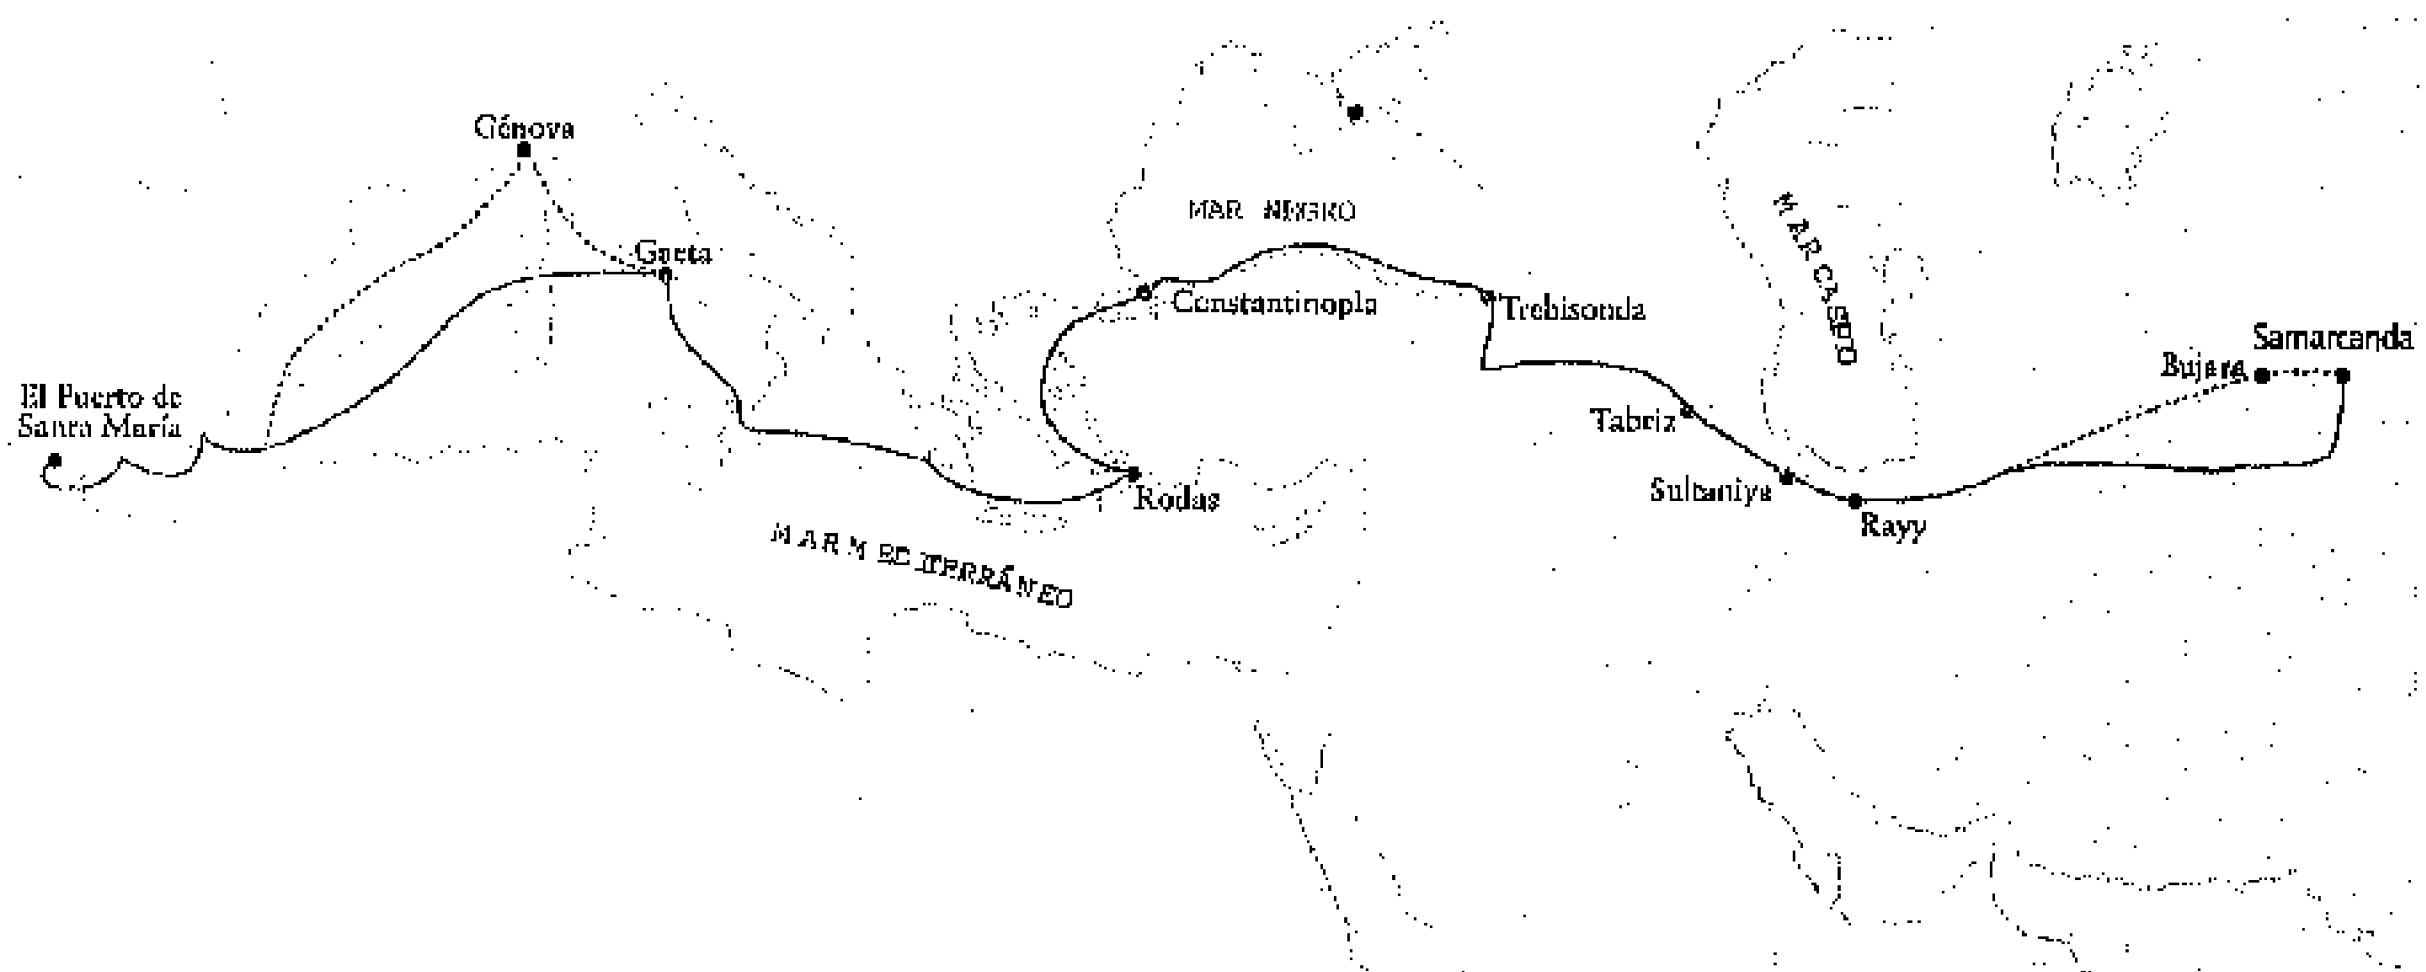 Génova
Gaeta
El Puerto de
Santa María
MAR NEGRO
Constantinopla
Trebisonda
MAR CASPIO
Samarcanda
Bujara
Tabriz
Sultaniya
Rayy
Rodas
MAR MEDITERRÁNEO